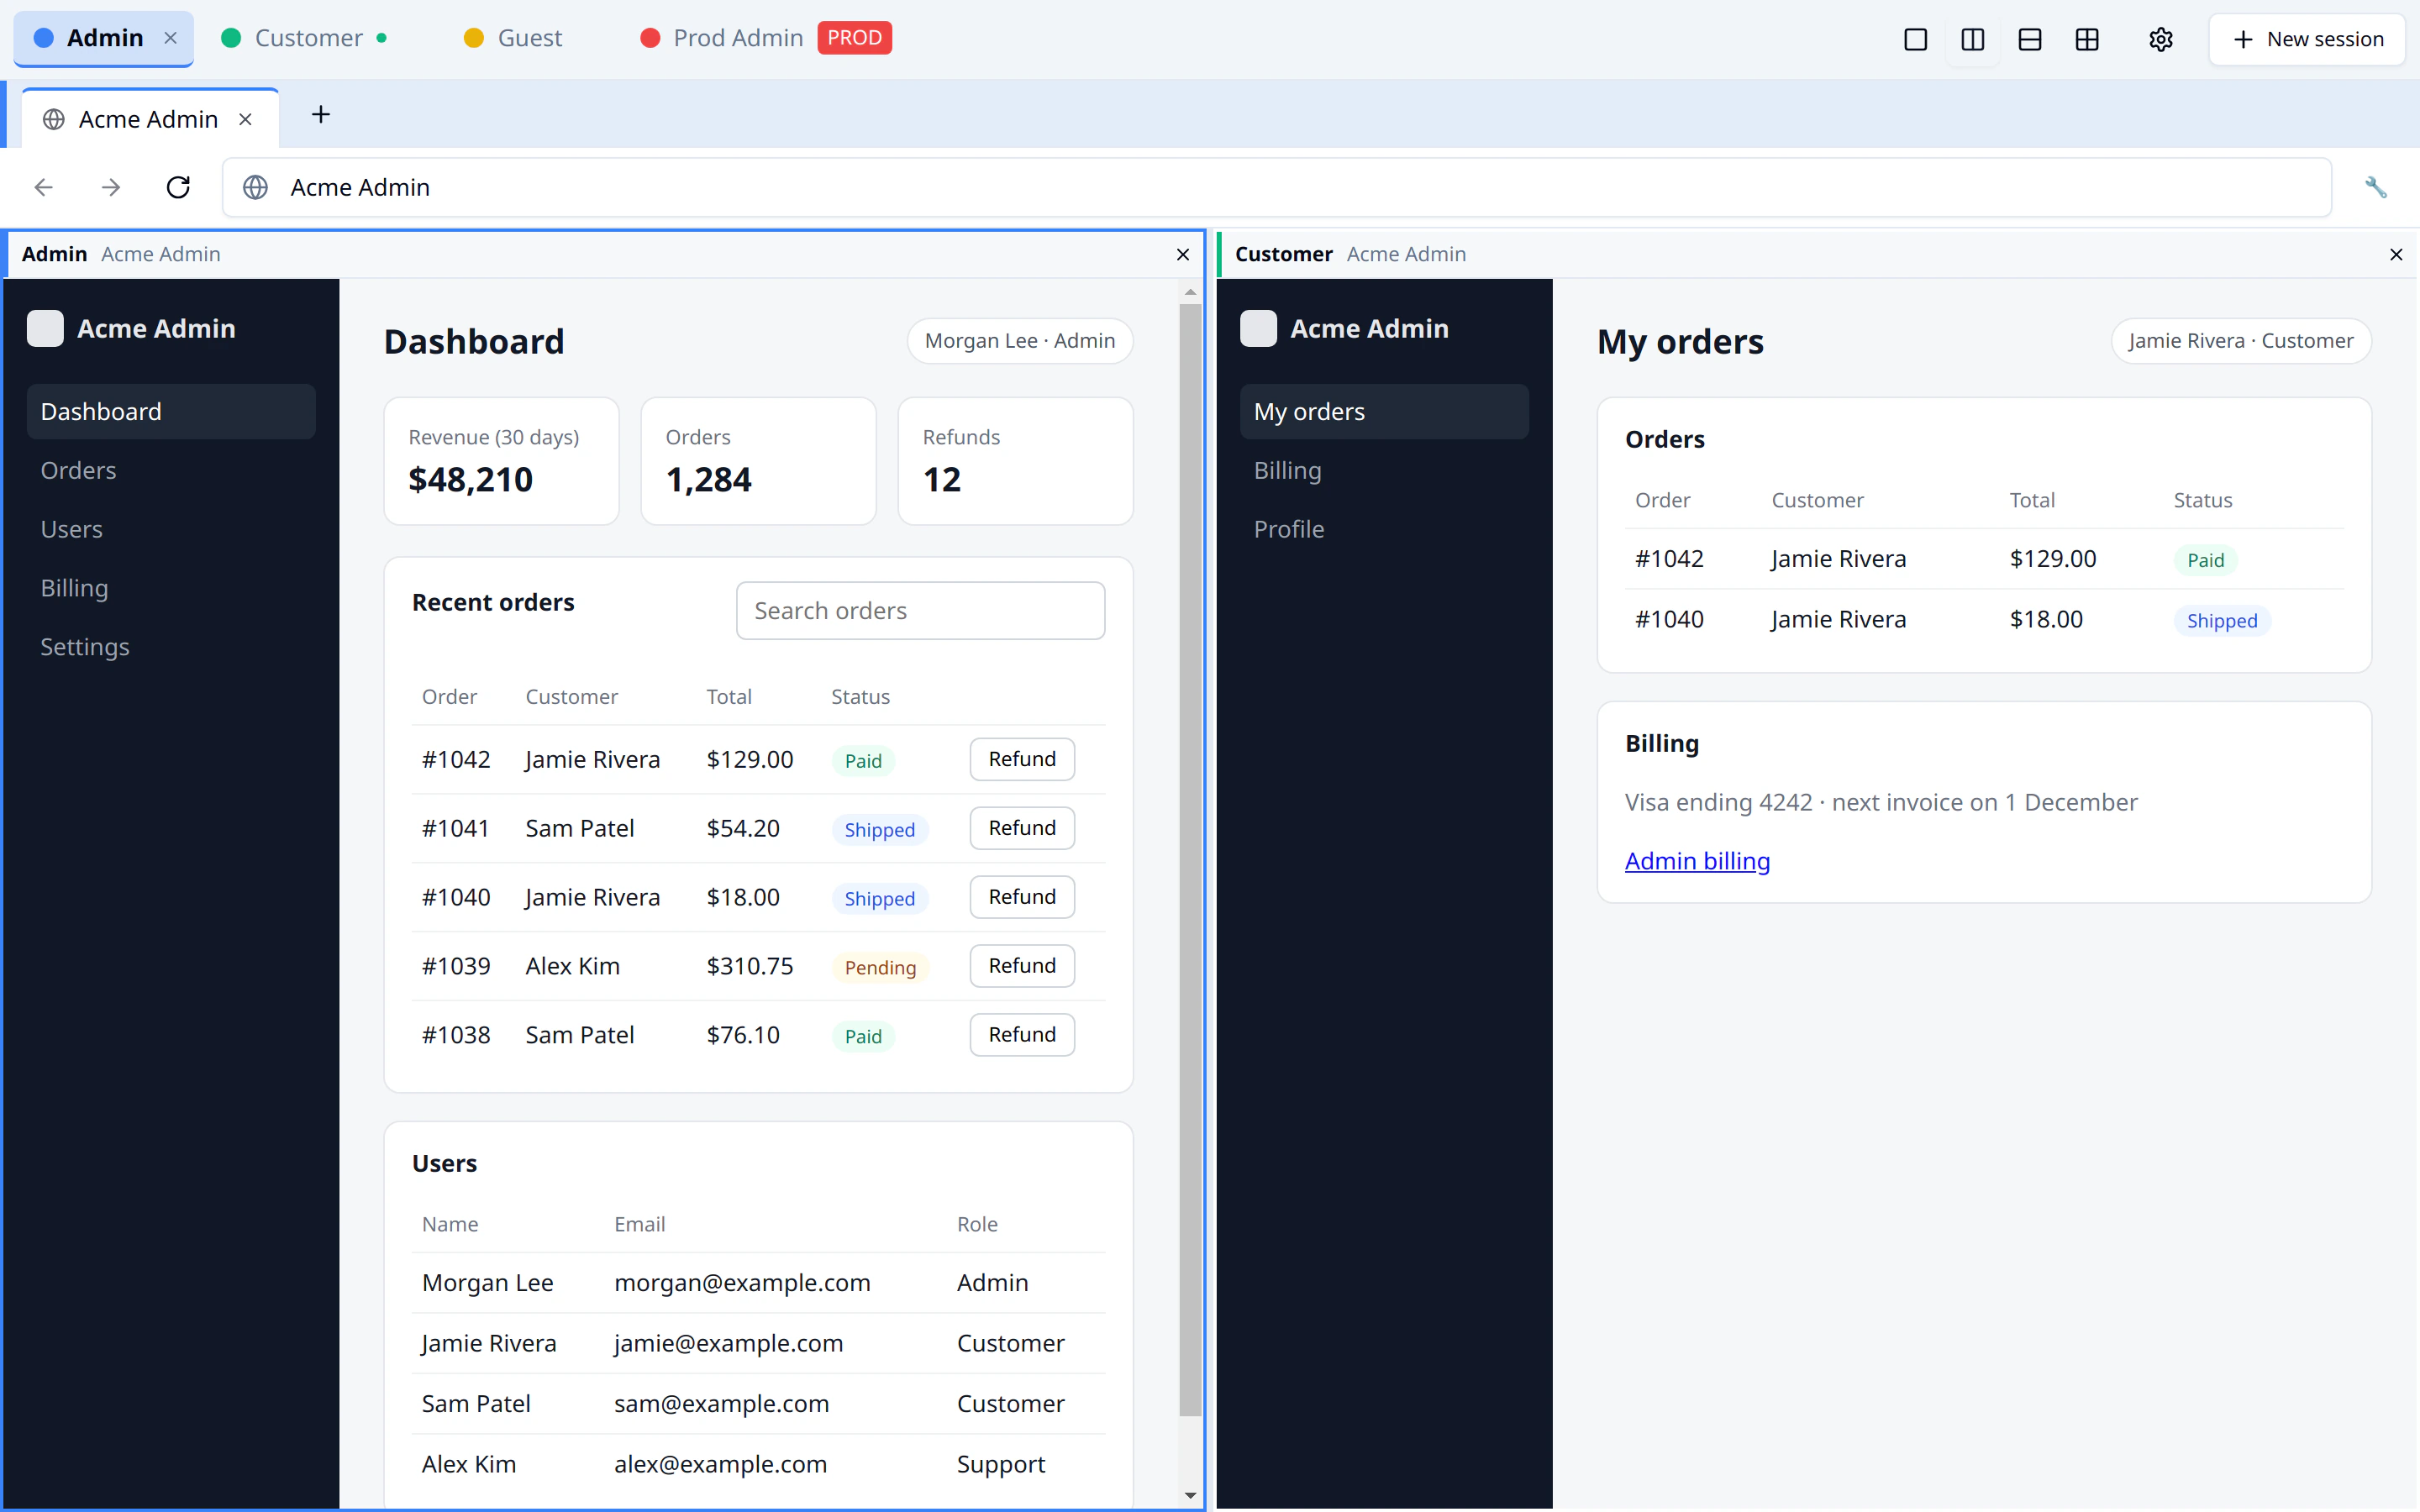 Admin
Customer
Guest
Prod Admin PROD
New session
Acme Admin
Acme Admin
Admin Acme Admin
Acme Admin
Dashboard
Orders
Users
Billing
Settings
Dashboard
Morgan Lee · Admin
Revenue (30 days)
$48,210
Orders
1,284
Refunds
12
Recent orders
Search orders
Order Customer Total Status
#1042 Jamie Rivera $129.00 Paid Refund
#1041 Sam Patel $54.20 Shipped Refund
#1040 Jamie Rivera $18.00 Shipped Refund
#1039 Alex Kim $310.75 Pending Refund
#1038 Sam Patel $76.10 Paid Refund
Users
Name Email Role
Morgan Lee morgan@example.com Admin
Jamie Rivera jamie@example.com Customer
Sam Patel sam@example.com Customer
Alex Kim alex@example.com Support
Customer Acme Admin
Acme Admin
My orders
Billing
Profile
My orders
Jamie Rivera · Customer
Orders
Order Customer Total Status
#1042 Jamie Rivera $129.00 Paid
#1040 Jamie Rivera $18.00 Shipped
Billing
Visa ending 4242 · next invoice on 1 December
Admin billing